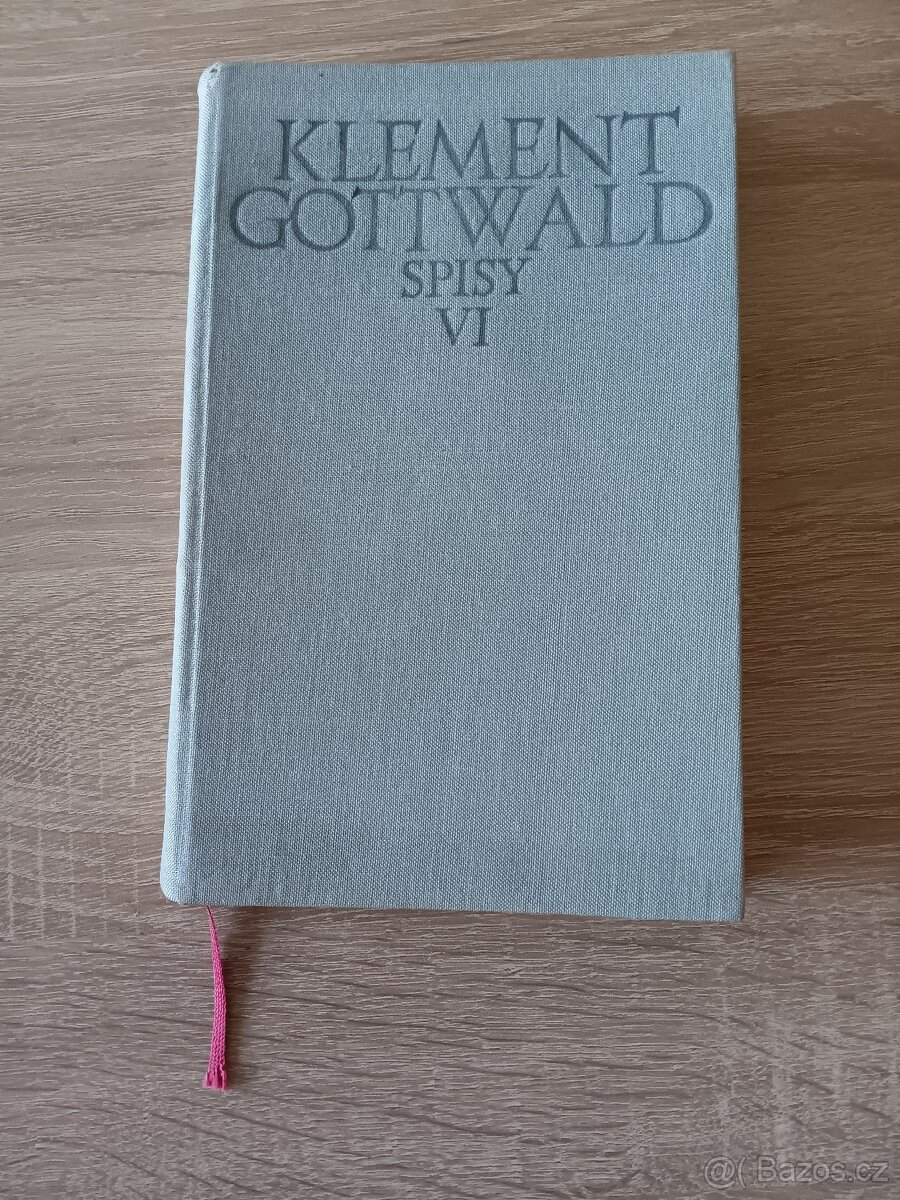 KLEMENT
GOTTWALD
SPISY
VI
@( Bazos.cz